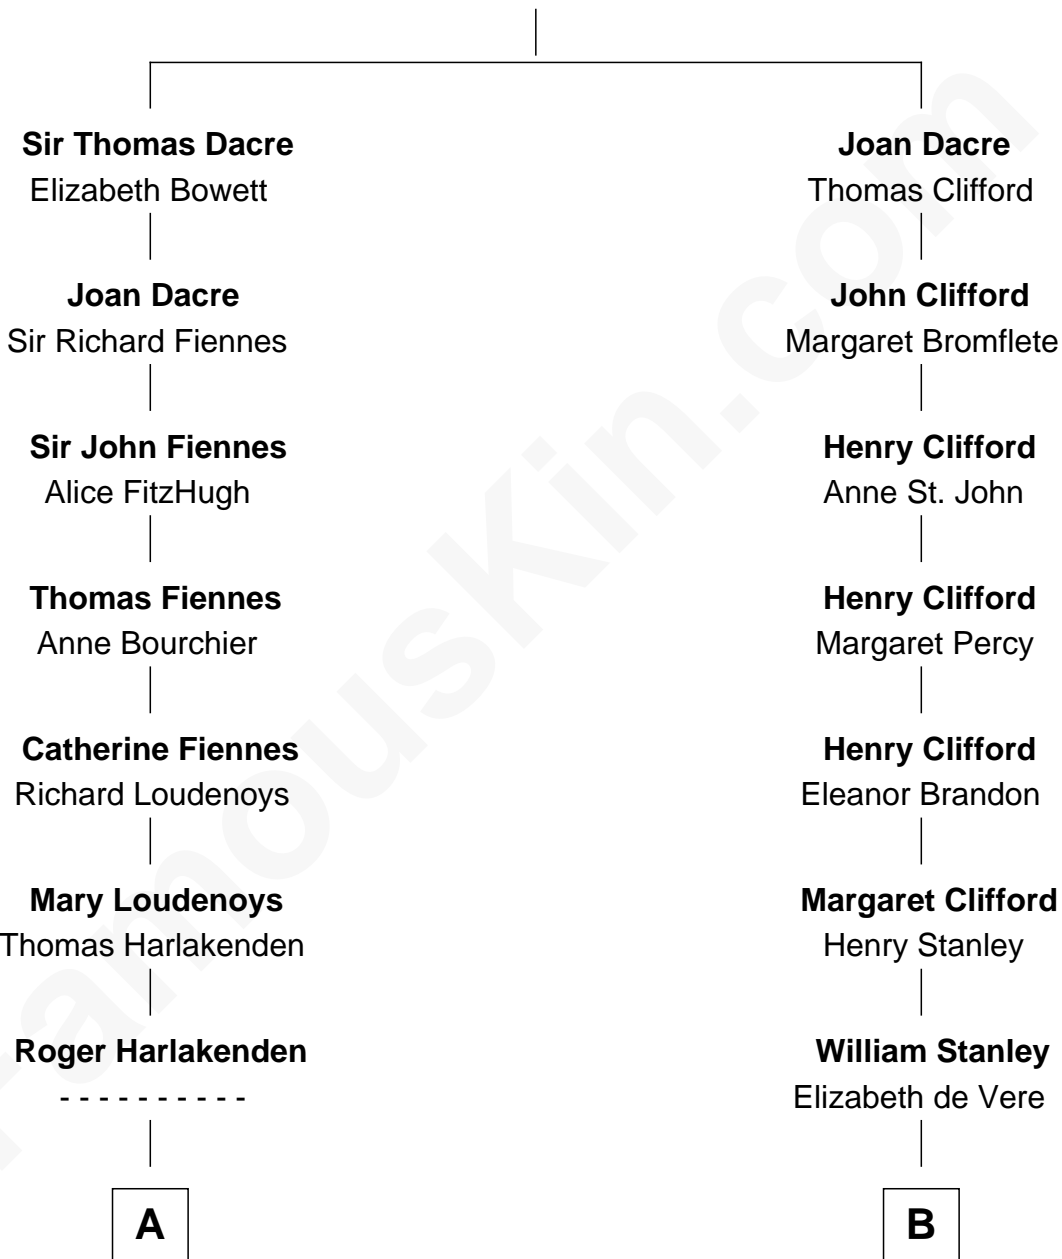 Sir Thomas Dacre
Elizabeth Bowett
Joan Dacre
Sir Richard Fiennes
Sir John Fiennes
Alice FitzHugh
Thomas Fiennes
Anne Bourchier
Catherine Fiennes
Richard Loudenoys
Mary Loudenoys
Thomas Harlakenden
Roger Harlakenden
- - - - - - - - - -
A
Joan Dacre
Thomas Clifford
John Clifford
Margaret Bromflete
Henry Clifford
Anne St. John
Henry Clifford
Margaret Percy
Henry Clifford
Eleanor Brandon
Margaret Clifford
Henry Stanley
William Stanley
Elizabeth de Vere
B
FamousKin.com